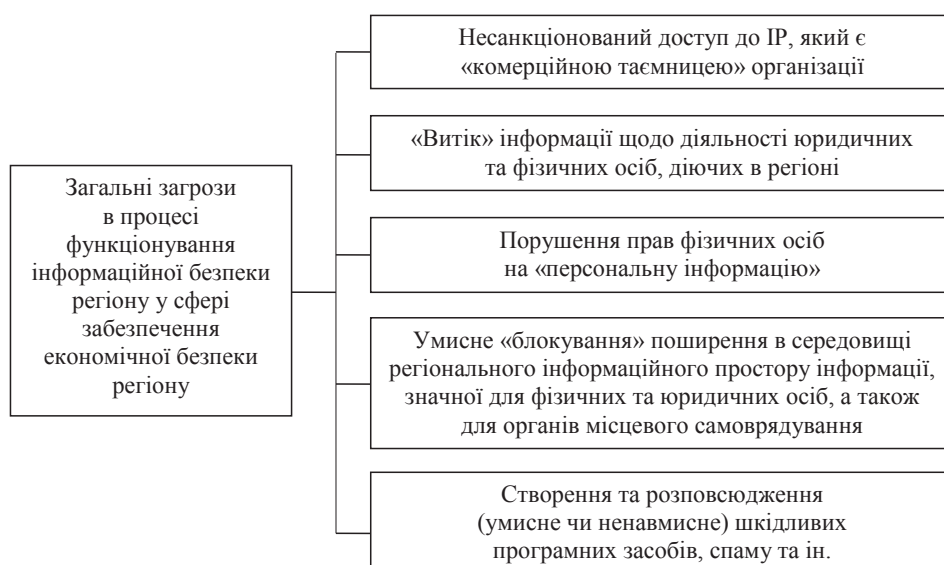 Загальні загрози
в процесі
функціонування
інформаційної безпеки
регіону у сфері
забезпечення
економічної безпеки
регіону
Несанкціонований доступ до ІР, який є
«комерційною таємницею» організації
«Витік» інформації щодо діяльності юридичних
та фізичних осіб, діючих в регіоні
Порушення прав фізичних осіб
на «персональну інформацію»
Умисне «блокування» поширення в середовищі
регіонального інформаційного простору інформації,
значної для фізичних та юридичних осіб, а також
для органів місцевого самоврядування
Створення та розповсюдження
(умисне чи ненавмисне) шкідливих
програмних засобів, спаму та ін.